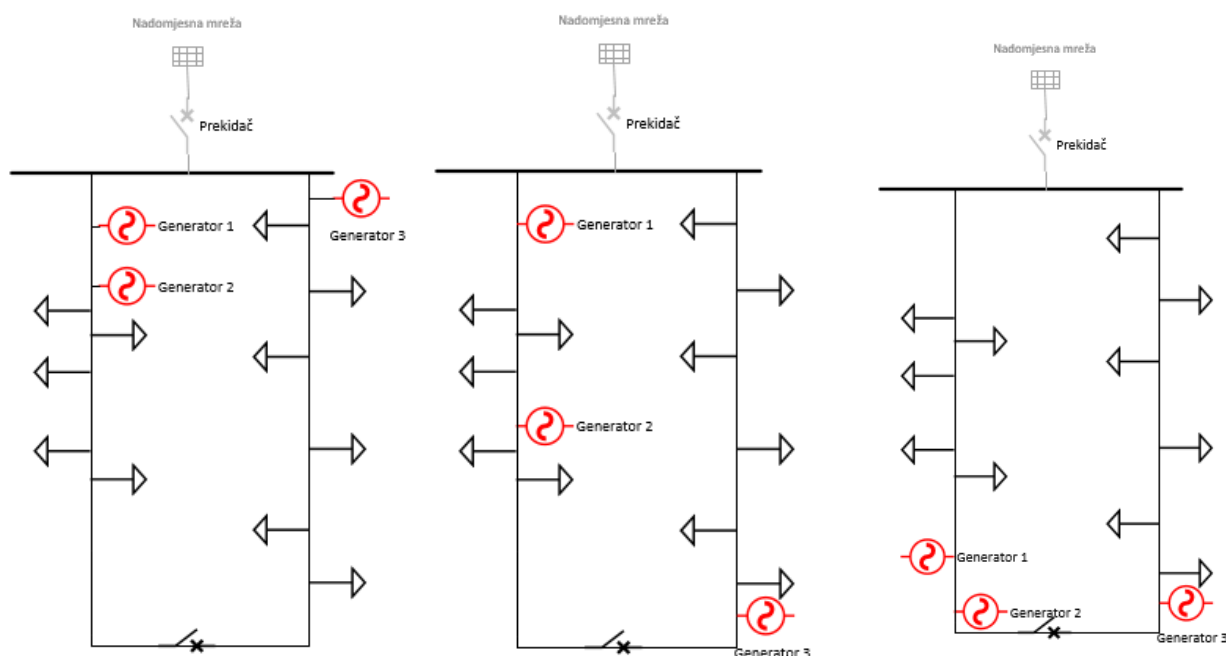 Nadomjesna mreža
Prekidač
Generator 1
Generator 3
Generator 2
Nadomjesna mreža
Prekidač
Generator 1
Generator 2
Generator 3
Nadomjesna mreža
Prekidač
Generator 1
Generator 2
Generator 3